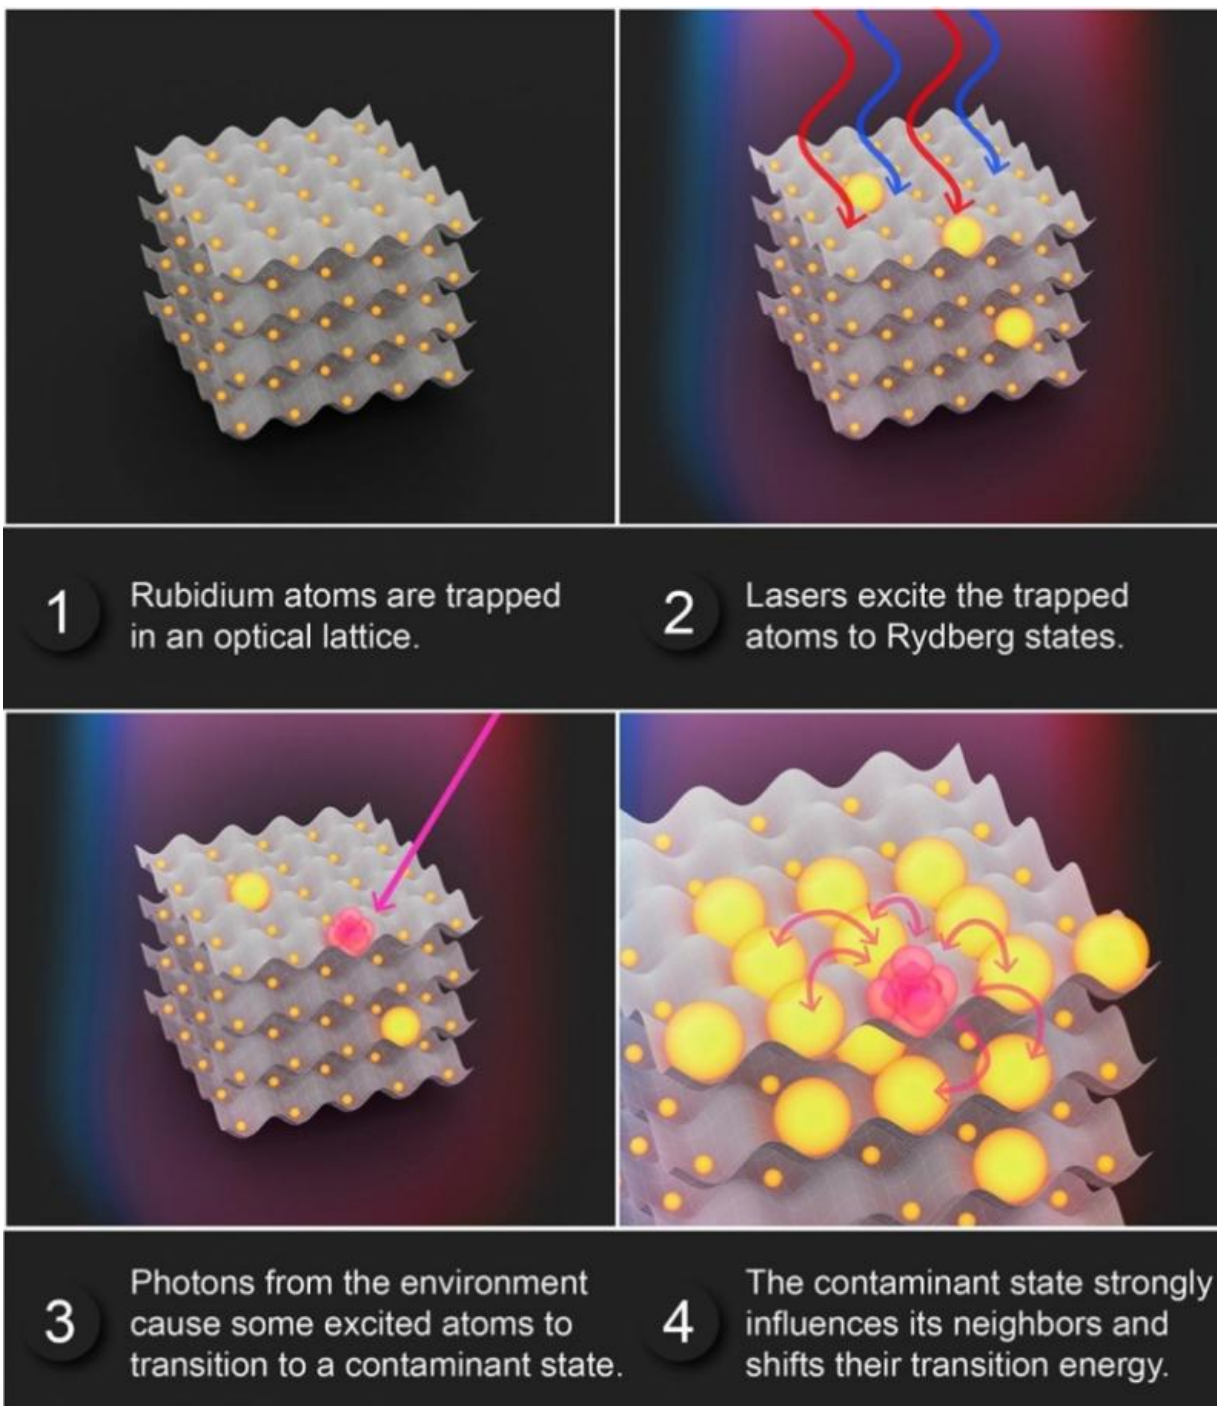 1
Rubidium atoms are trapped
in an optical lattice.
2
Lasers excite the trapped
atoms to Rydberg states.
3
Photons from the environment
cause some excited atoms to
transition to a contaminant state.
4
The contaminant state strongly
influences its neighbors and
shifts their transition energy.